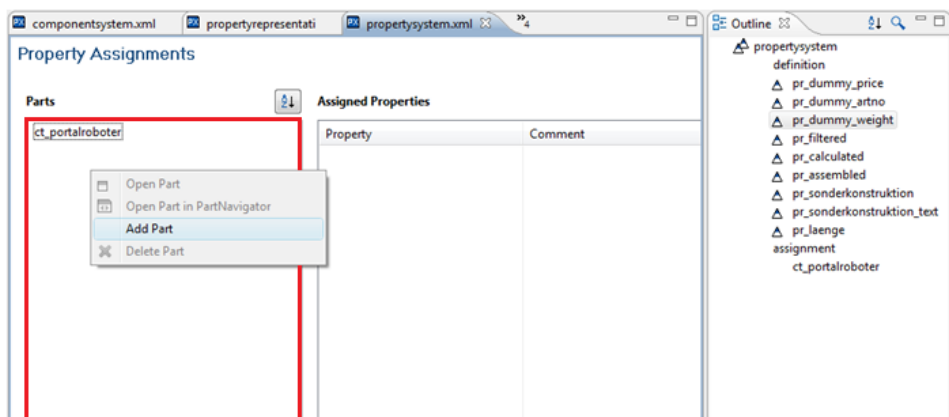 componentsystem.xml
propertyrepresentati
propertysystem.xml
»4
Property Assignments
Parts
Assigned Properties
ct_portalroboter
Property
Comment
Open Part
Open Part in PartNavigator
Add Part
Delete Part
Outline
propertysystem
definition
pr_dummy_price
pr_dummy_artno
pr_dummy_weight
pr_filtered
pr_calculated
pr_assembled
pr_sonderkonstruktion
pr_sonderkonstruktion_text
pr_laenge
assignment
ct_portalroboter